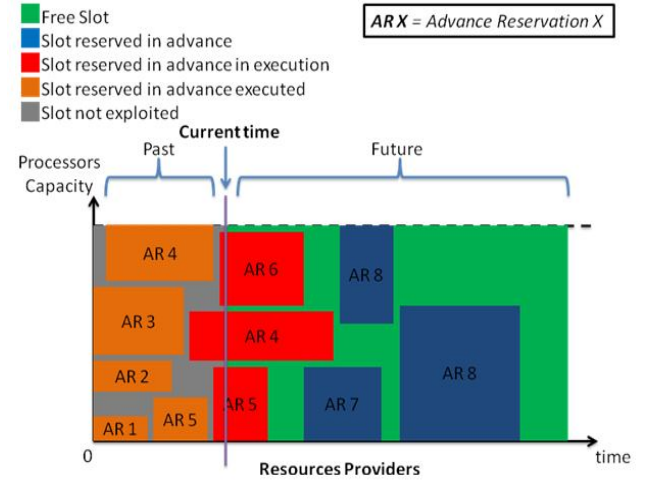 Free Slot
Slot reserved in advance
Slot reserved in advance in execution
Slot reserved in advance executed
Slot not exploited
AR X = Advance Reservation X
Current time
Past
Future
Processors
Capacity
AR 4
AR 6
AR 8
AR 3
AR 4
AR 2
AR 8
AR 1
AR 5
AR 5
AR 7
0
time
Resources Providers